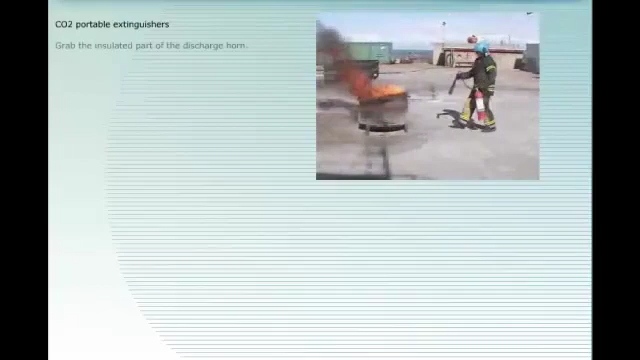 CO2 portable extinguishers
Grab the insulated part of the discharge horn.